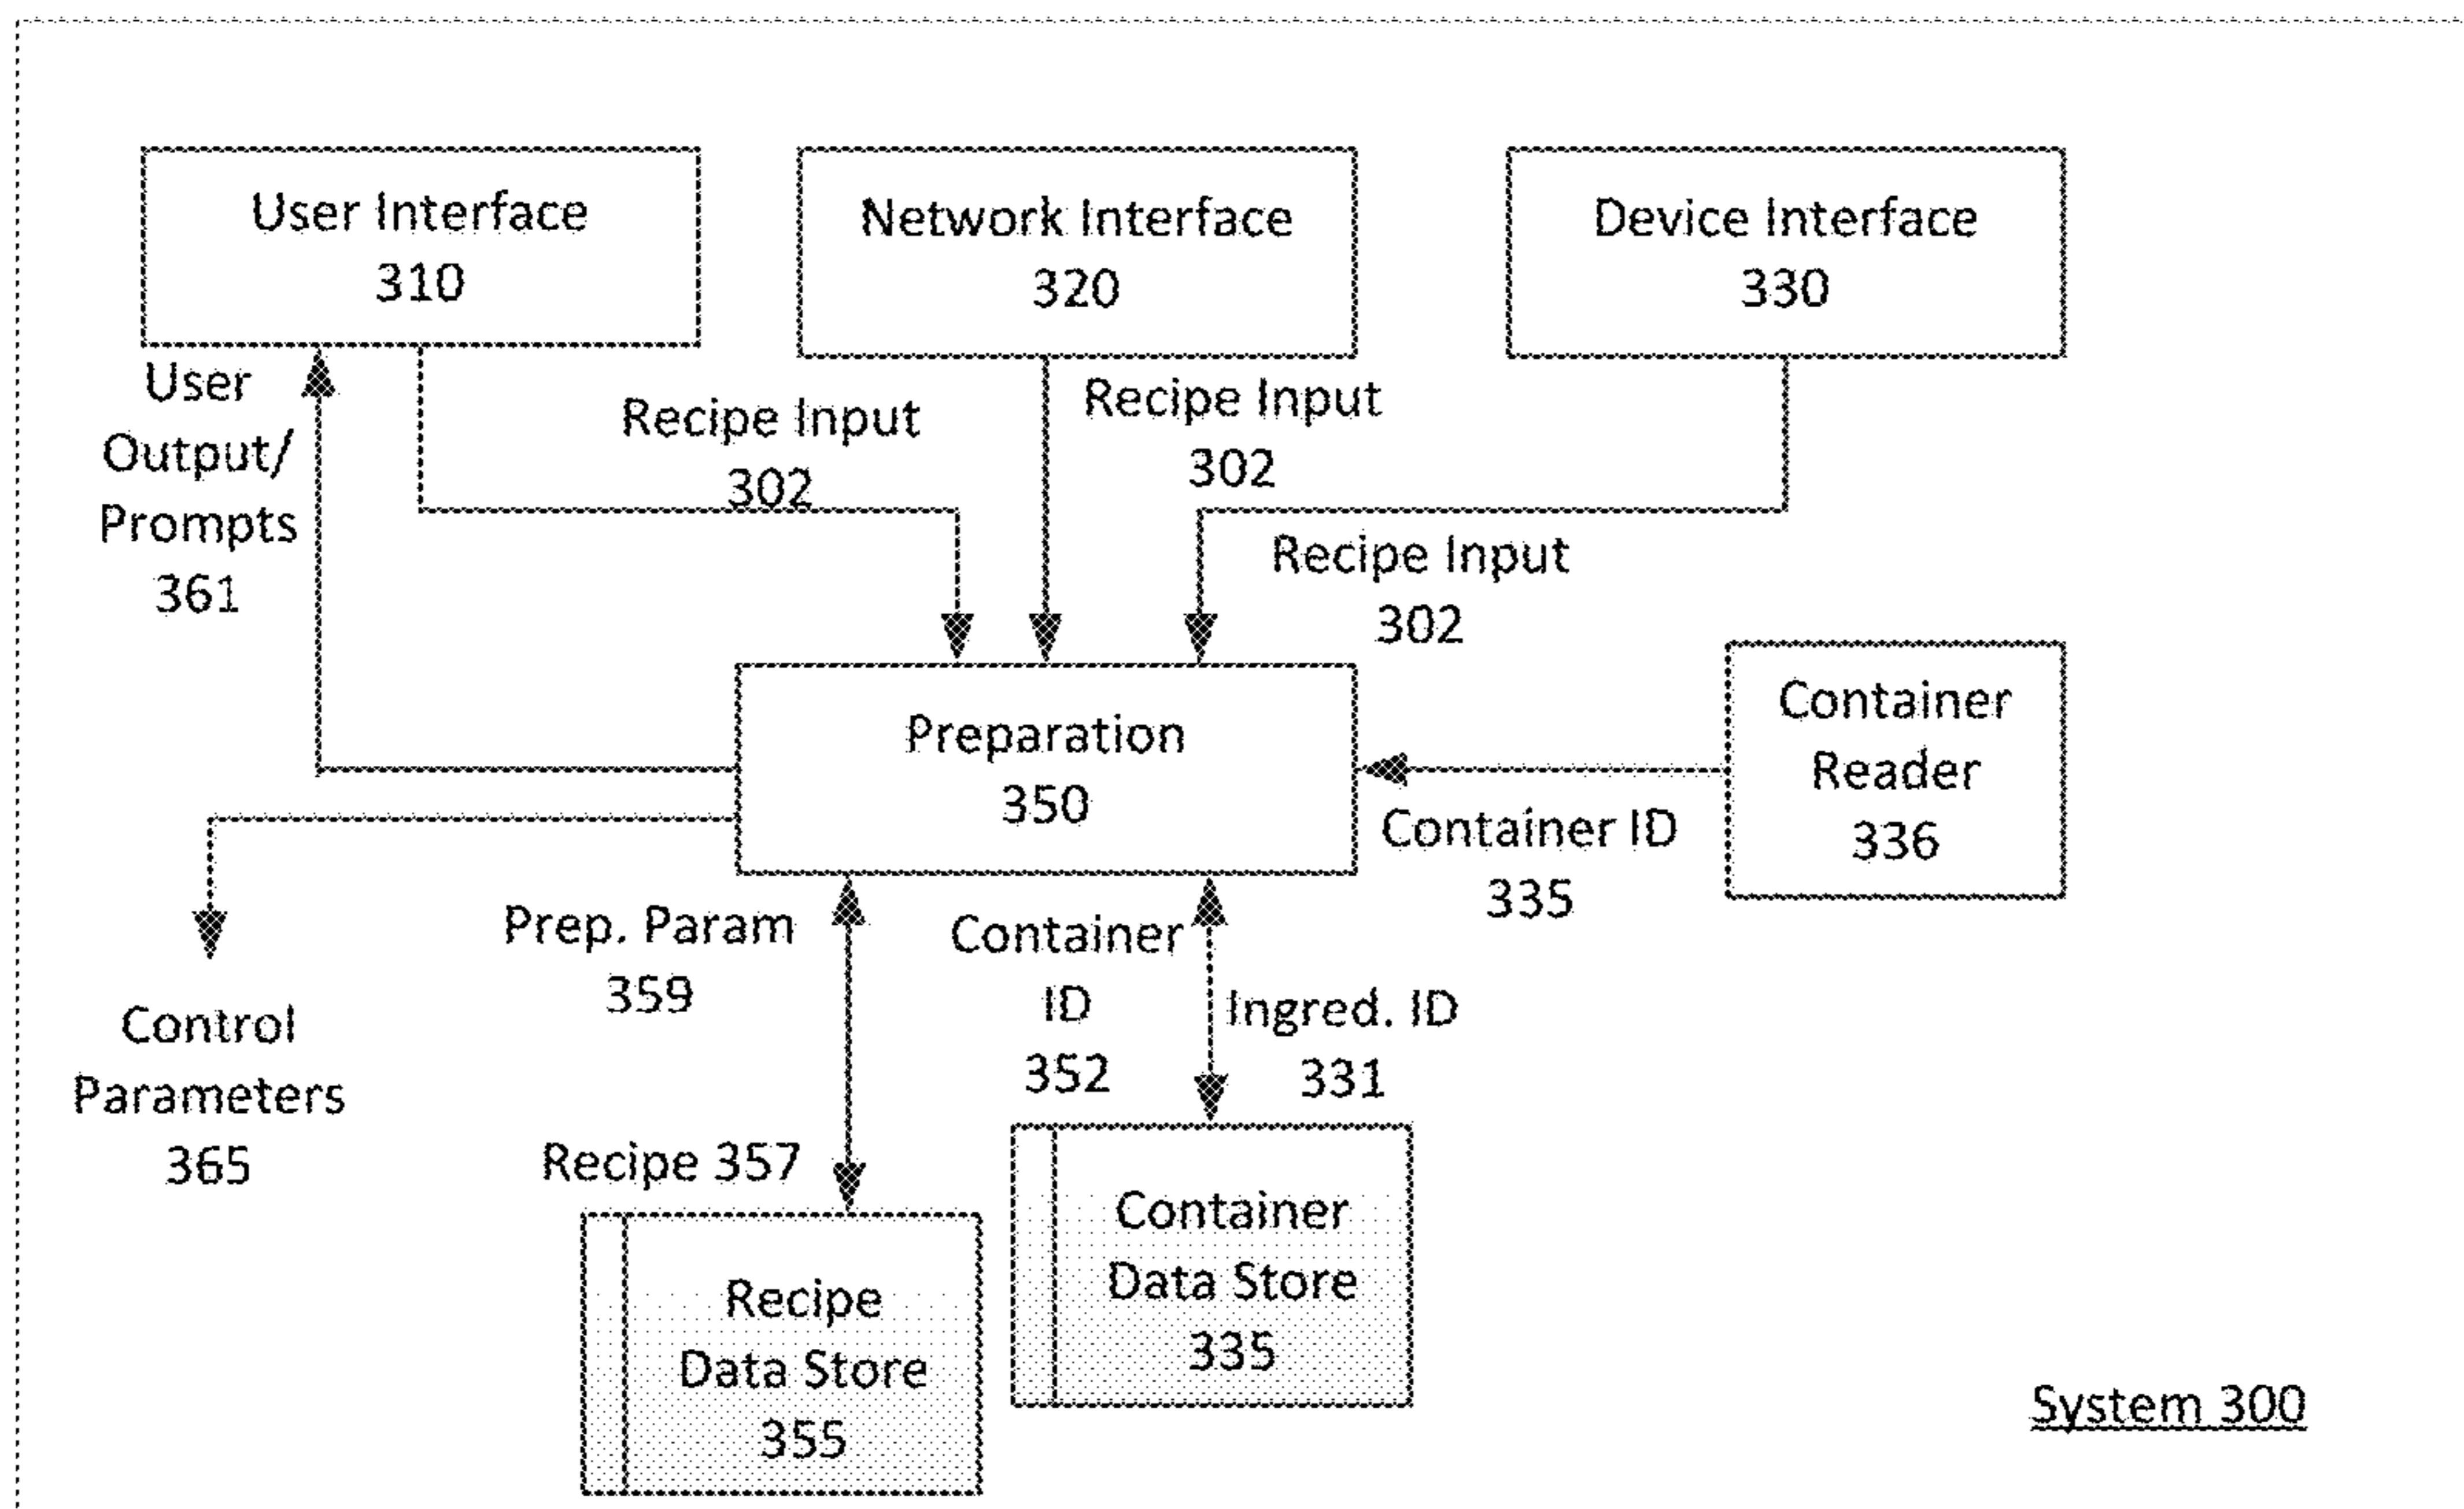 User Interface
310
Network Interface
320
Device Interface
330
User
Output/
Prompts
361
Recipe Input
302
Recipe Input
302
Recipe Input
302
Preparation
350
Container
Reader
336
Container ID
335
Control
Parameters
365
Prep. Param
359
Container
ID
352
Ingred. ID
331
Recipe 357
Recipe
Data Store
355
Container
Data Store
335
System 300